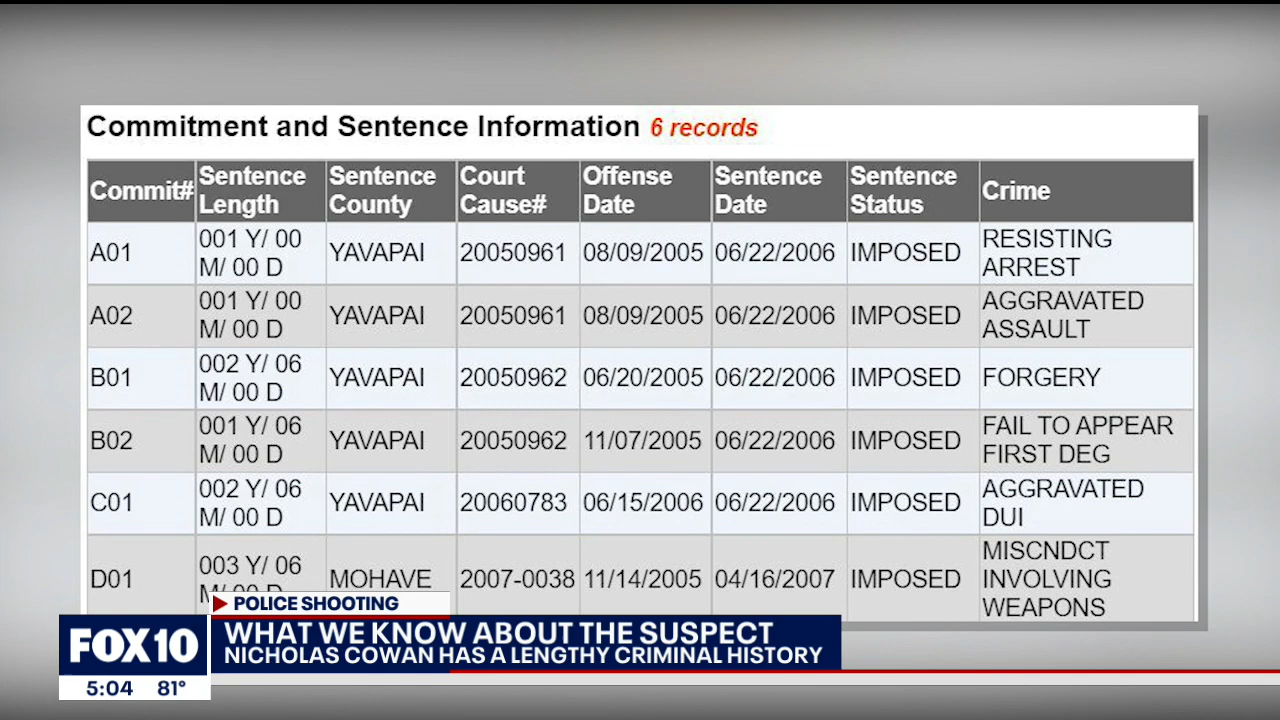 Commitment and Sentence Information 6 records
Commit# Sentence Length Sentence County Court Cause# Offense Date Sentence Date Sentence Status Crime
A01 001 Y/ 00 M/ 00 D YAVAPAI 20050961 08/09/2005 06/22/2006 IMPOSED RESISTING ARREST
A02 001 Y/ 00 M/ 00 D YAVAPAI 20050961 08/09/2005 06/22/2006 IMPOSED AGGRAVATED ASSAULT
B01 002 Y/ 06 M/ 00 D YAVAPAI 20050962 06/20/2005 06/22/2006 IMPOSED FORGERY
B02 001 Y/ 06 M/ 00 D YAVAPAI 20050962 11/07/2005 06/22/2006 IMPOSED FAIL TO APPEAR FIRST DEG
C01 002 Y/ 06 M/ 00 D YAVAPAI 20060783 06/15/2006 06/22/2006 IMPOSED AGGRAVATED DUI
D01 003 Y/ 06 M/ 00 D MOHAVE 2007-0038 11/14/2005 04/16/2007 IMPOSED MISCNDCT INVOLVING WEAPONS
POLICE SHOOTING
FOX10 WHAT WE KNOW ABOUT THE SUSPECT
NICHOLAS COWAN HAS A LENGTHY CRIMINAL HISTORY
5:04 81°